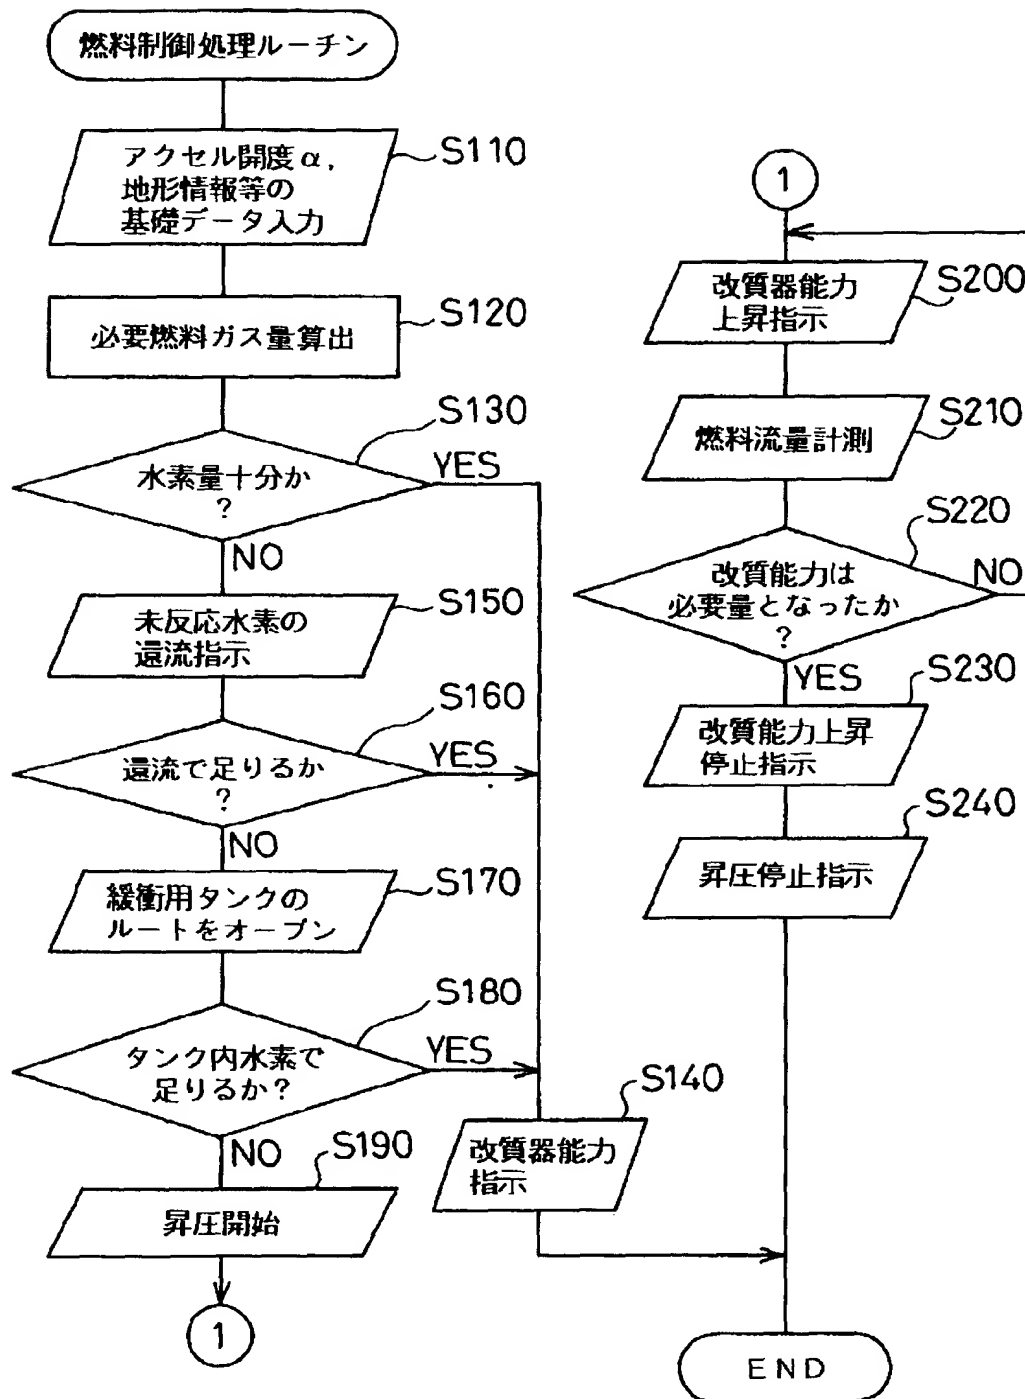 燃料制御処理ルーチン
アクセル開度α,
地形情報等の
基礎データ入力
S110
必要燃料ガス量算出
S120
S130
水素量十分か
?
YES
NO
未反応水素の
還流指示
S150
S160
還流で足りるか
?
YES
NO
緩衝用タンクの
ルートをオープン
S170
S180
タンク内水素で
足りるか?
YES
NO
S190
昇圧開始
1
S140
改質器能力
指示
1
改質器能力
上昇指示
S200
燃料流量計測
S210
S220
改質能力は
必要量となったか
?
NO
YES
S230
改質能力上昇
停止指示
S240
昇圧停止指示
END